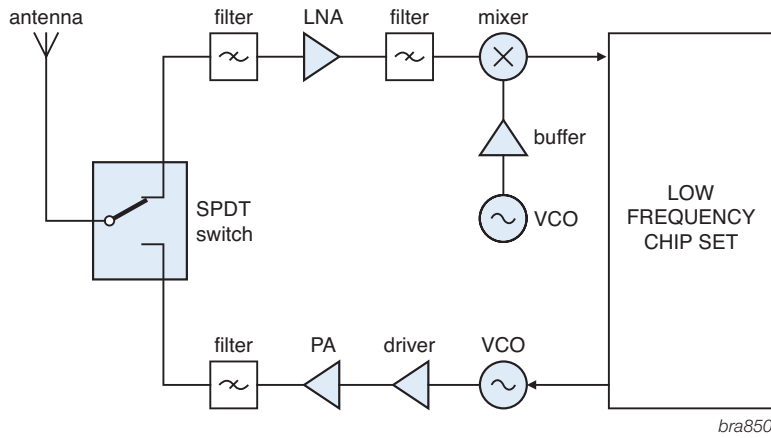 antenna
filter
LNA
filter
mixer
buffer
VCO
SPDT
switch
LOW
FREQUENCY
CHIP SET
filter
PA
driver
VCO
bra850